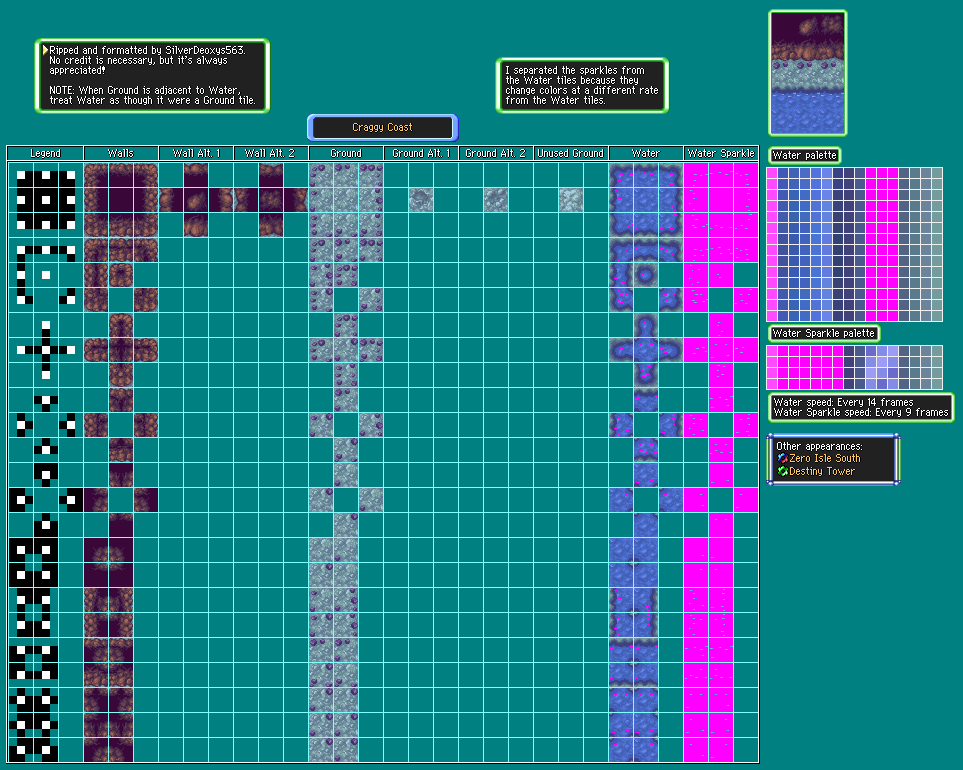 Ripped and formatted by SilverDeoxys563.
No credit is necessary, but it's always
appreciated!
NOTE: When Ground is adjacent to Water,
treat Water as though it were a Ground tile.
I separated the sparkles from
the Water tiles because they
change colors at a different rate
from the Water tiles.
Craggy Coast
Legend Walls Wall Alt. 1 Wall Alt. 2 Ground Ground Alt. 1 Ground Alt. 2 Unused Ground Water Water Sparkle
Water palette
Water Sparkle palette
Water speed: Every 14 frames
Water Sparkle speed: Every 9 frames
Other appearances:
Zero Isle South
Destiny Tower